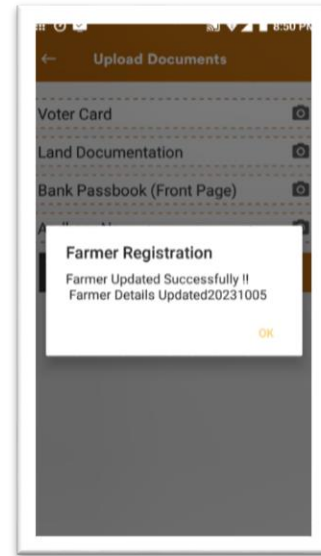 8:50 PM
Upload Documents
Voter Card
Land Documentation
Bank Passbook (Front Page)
Farmer Registration
Farmer Updated Successfully !!
Farmer Details Updated20231005
OK